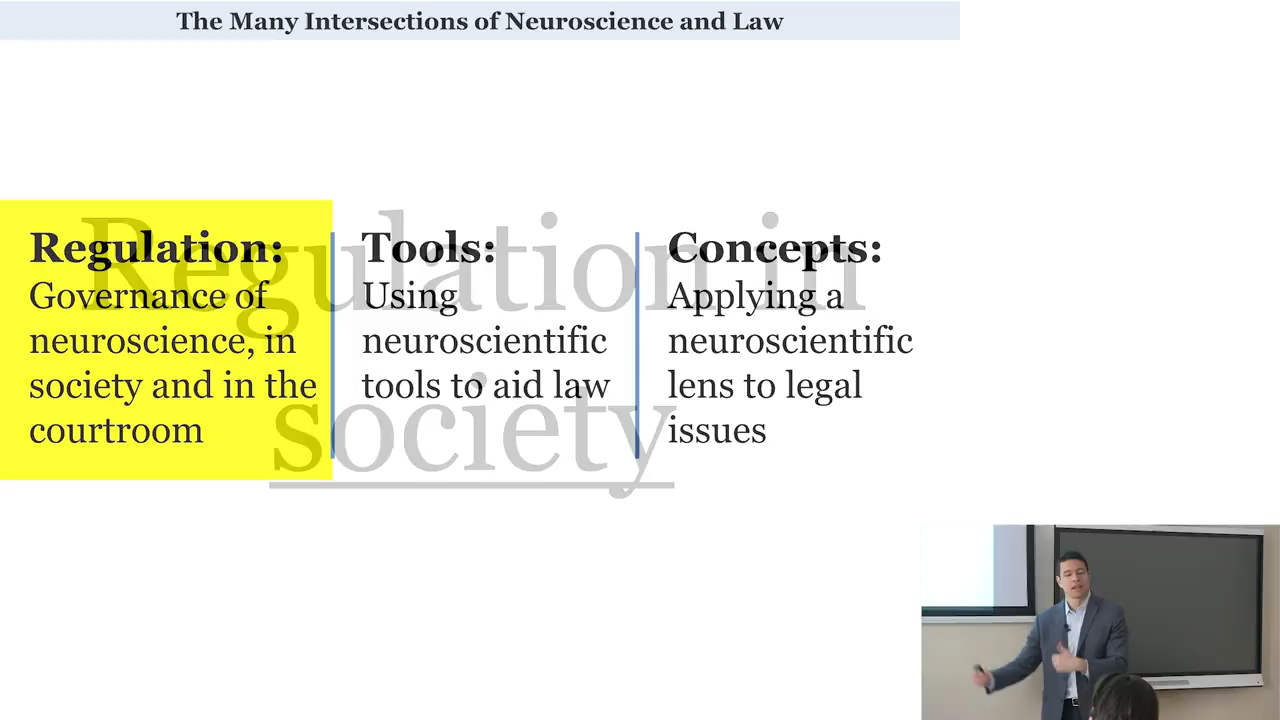 The Many Intersections of Neuroscience and Law
Regulation in
society
Regulation:
Governance of
neuroscience, in
society and in the
courtroom
Tools:
Using
neuroscientific
tools to aid law
Concepts:
Applying a
neuroscientific
lens to legal
issues